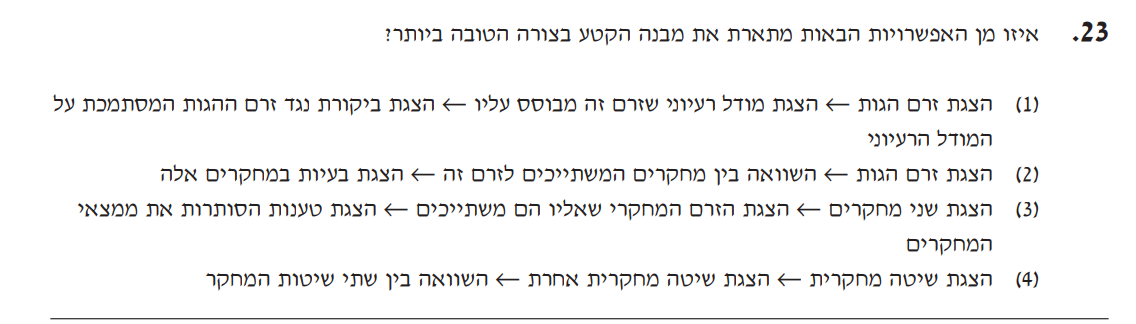 23. איזו מן האפשרויות הבאות מתארת את מבנה הקטע בצורה הטובה ביותר?
(1) הצגת זרם הגות ← הצגת מודל רעיוני שזרם זה מבוסס עליו ← הצגת ביקורת נגד זרם ההגות המסתמכת על
המודל הרעיוני
(2) הצגת זרם הגות ← השוואה בין מחקרים המשתייכים לזרם זה ← הצגת בעיות במחקרים אלה
(3) הצגת שני מחקרים ← הצגת הזרם המחקרי שאליו הם משתייכים ← הצגת טענות הסותרות את ממצאי
המחקרים
(4) הצגת שיטה מחקרית ← הצגת שיטה מחקרית אחרת ← השוואה בין שתי שיטות המחקר